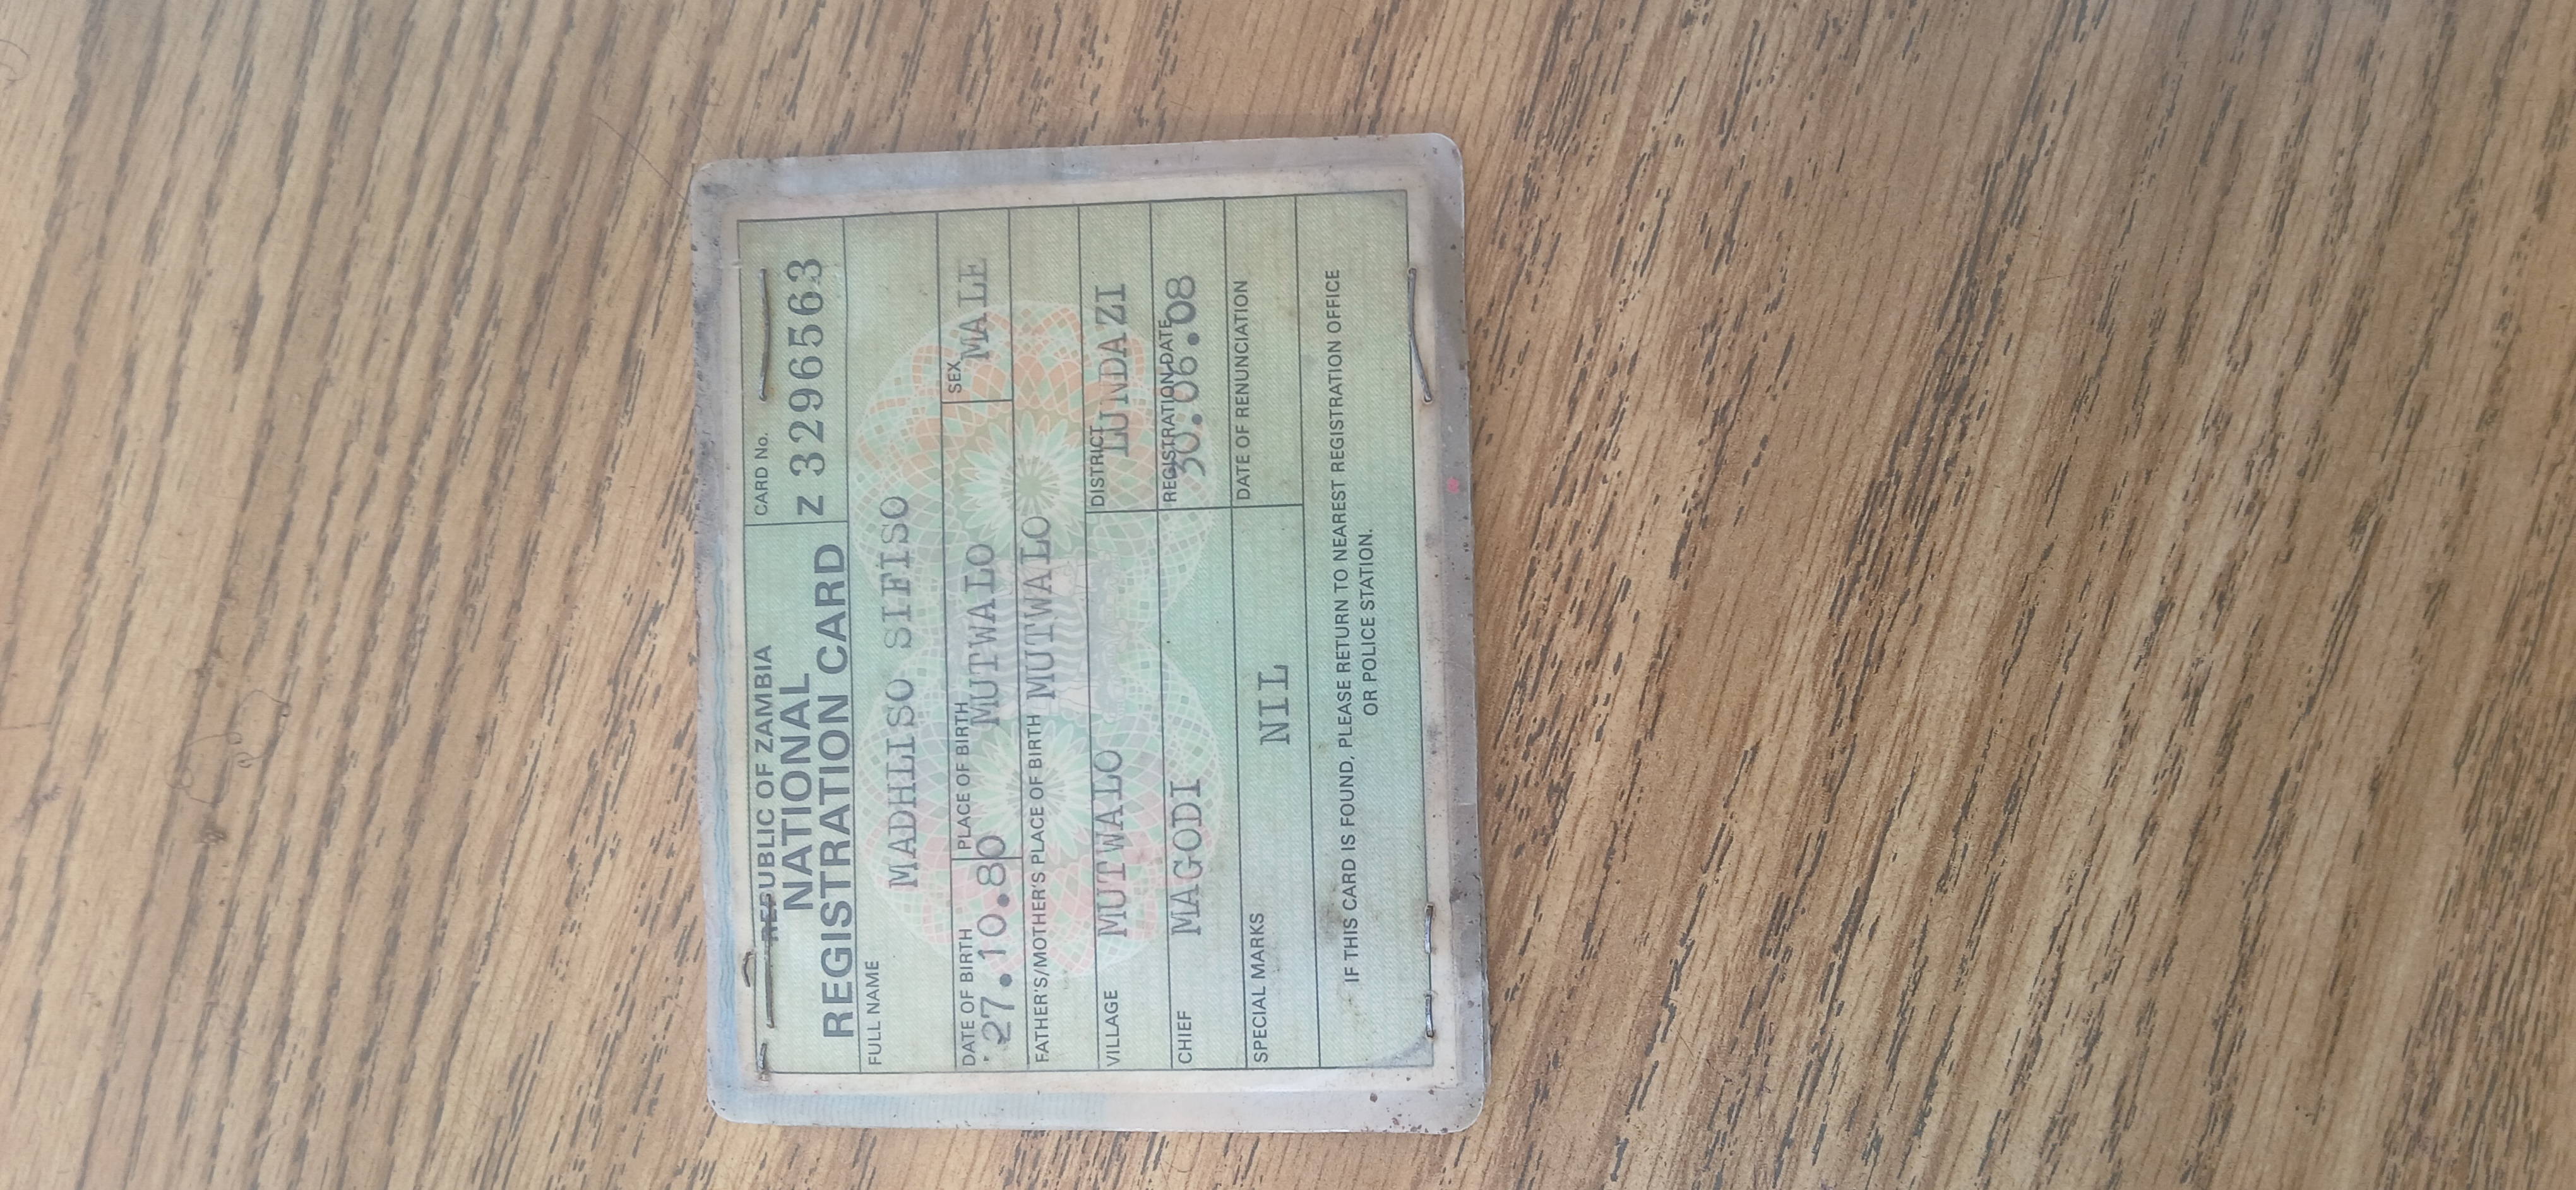 REPUBLIC OF ZAMBIA
NATIONAL
REGISTRATION CARD
CARD No.
Z 3296563
FULL NAME
MADHLISO SIFISO
DATE OF BIRTH PLACE OF BIRTH SEX
27.10.80 MUTWALO MALE
FATHER'S/MOTHER'S PLACE OF BIRTH MUTWALO
VILLAGE MUTWALO DISTRICT LUNDAZI
CHIEF MAGODI REGISTRATION DATE 30.06.08
SPECIAL MARKS NIL DATE OF RENUNCIATION
IF THIS CARD IS FOUND, PLEASE RETURN TO NEAREST REGISTRATION OFFICE
OR POLICE STATION.